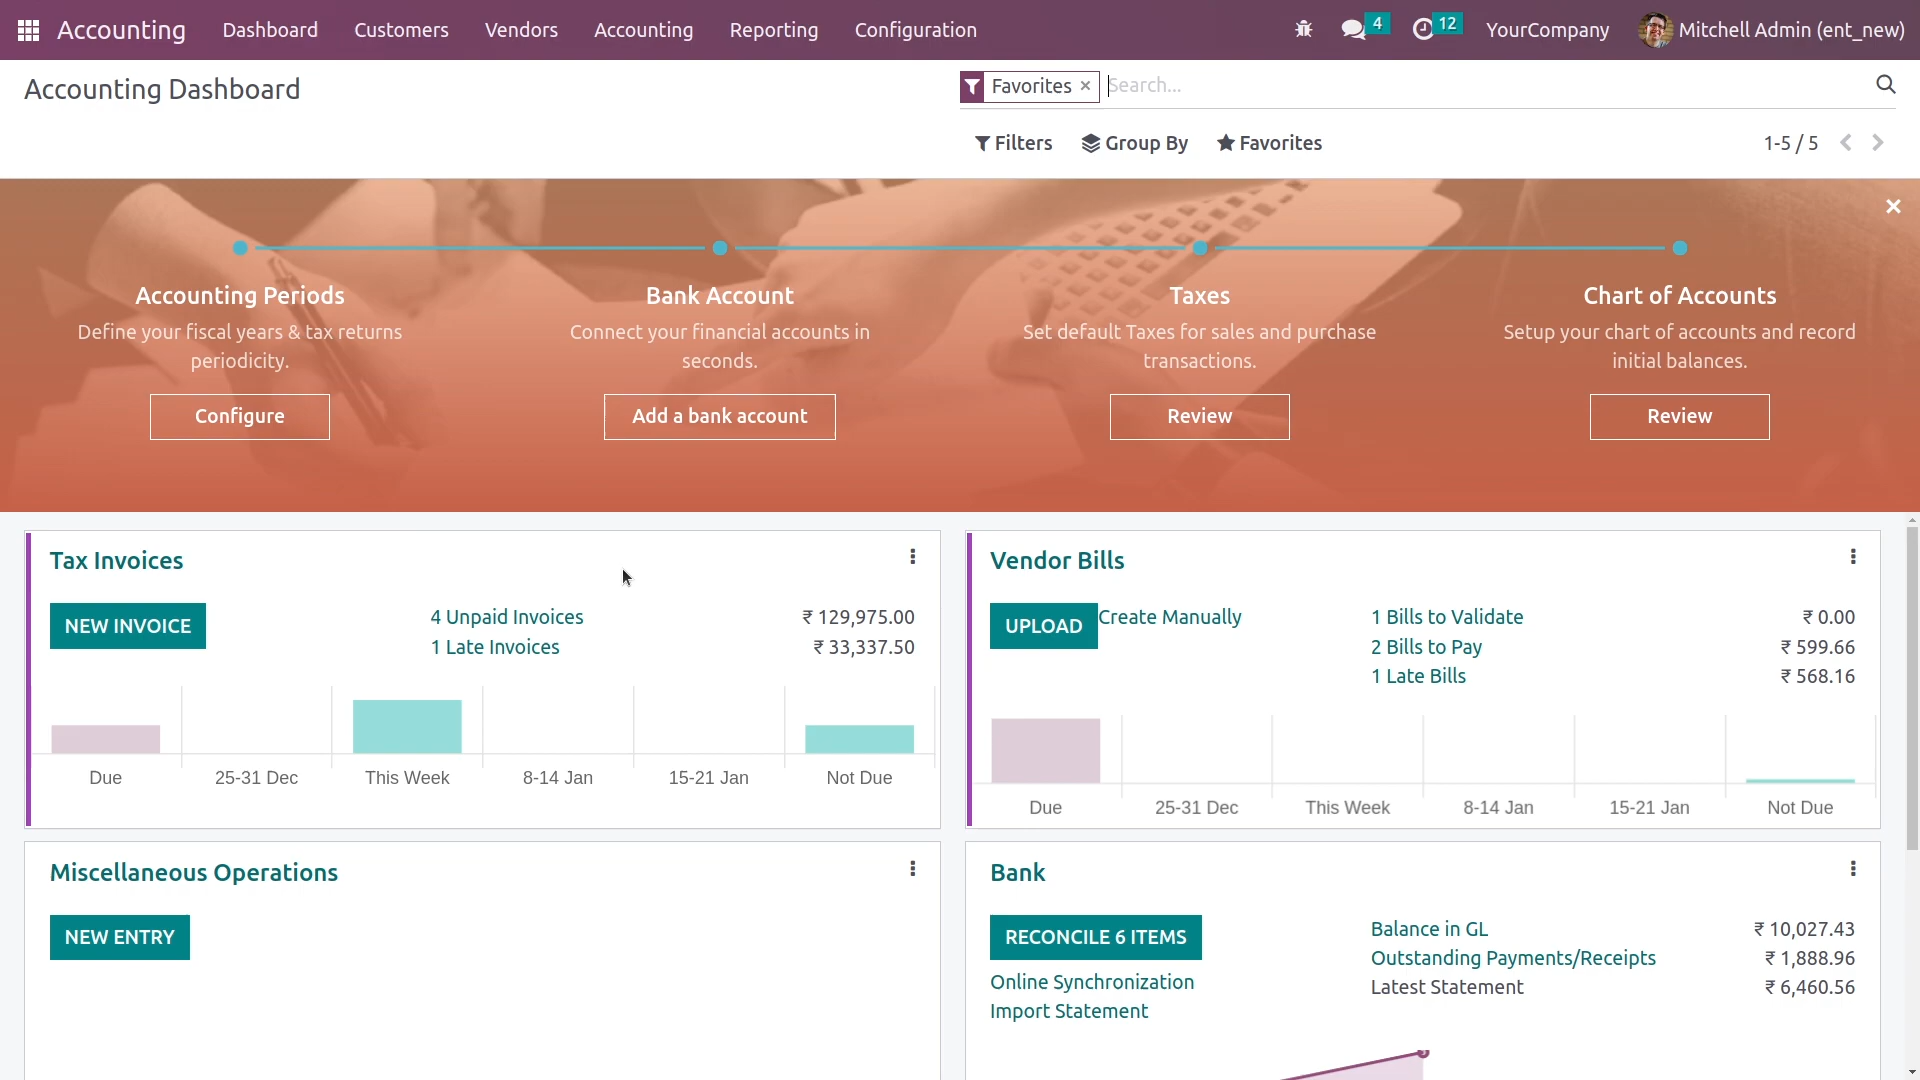 Accounting Dashboard Customers Vendors Accounting Reporting Configuration 4 12 YourCompany Mitchell Admin (ent_new)
Accounting Dashboard
Favorites × Search...
Filters Group By Favorites 1-5 / 5
Accounting Periods
Define your fiscal years & tax returns
periodicity.
Configure
Bank Account
Connect your financial accounts in
seconds.
Add a bank account
Taxes
Set default Taxes for sales and purchase
transactions.
Review
Chart of Accounts
Setup your chart of accounts and record
initial balances.
Review
Tax Invoices
NEW INVOICE
4 Unpaid Invoices ₹ 129,975.00
1 Late Invoices ₹ 33,337.50
Due 25-31 Dec This Week 8-14 Jan 15-21 Jan Not Due
Vendor Bills
UPLOAD Create Manually
1 Bills to Validate ₹ 0.00
2 Bills to Pay ₹ 599.66
1 Late Bills ₹ 568.16
Due 25-31 Dec This Week 8-14 Jan 15-21 Jan Not Due
Miscellaneous Operations
NEW ENTRY
Bank
RECONCILE 6 ITEMS
Online Synchronization
Import Statement
Balance in GL ₹ 10,027.43
Outstanding Payments/Receipts ₹ 1,888.96
Latest Statement ₹ 6,460.56